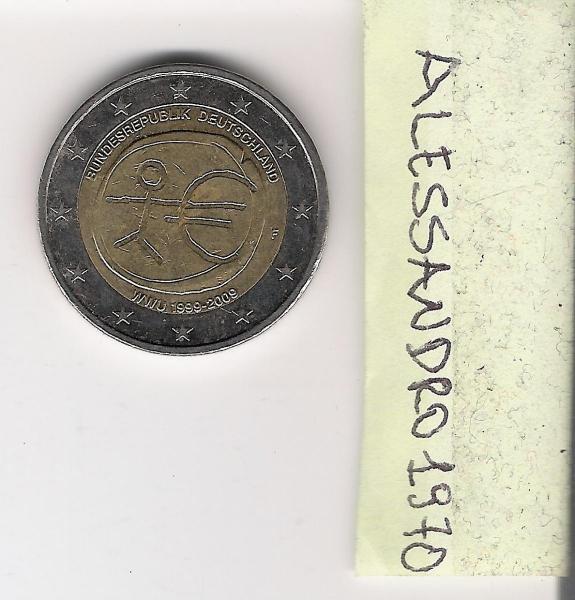 BUNDESREPUBLIK DEUTSCHLAND
F
WWU 1999-2009
ALESSANDRO 1970